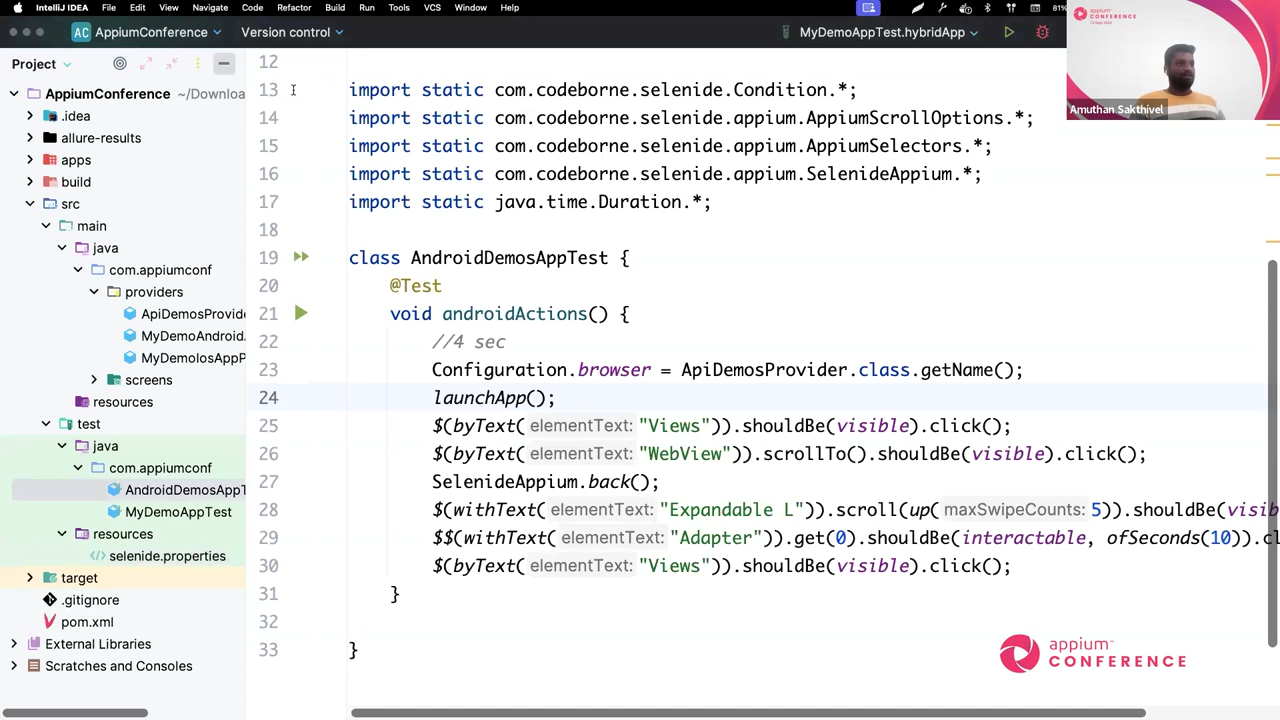 IntelliJ IDEA File Edit View Navigate Code Refactor Build Run Tools VCS Window Help 81%
AC AppiumConference Version control MyDemoAppTest.hybridApp
appium CONFERENCE
Amuthan Sakthivel
Project
AppiumConference ~/Downloa
.idea
allure-results
apps
build
src
main
java
com.appiumconf
providers
ApiDemosProvide
MyDemoAndroid
MyDemoIosAppP
screens
resources
test
java
com.appiumconf
AndroidDemosAppT
MyDemoAppTest
resources
selenide.properties
target
.gitignore
pom.xml
External Libraries
Scratches and Consoles
12
13 import static com.codeborne.selenide.Condition.*;
14 import static com.codeborne.selenide.appium.AppiumScrollOptions.*;
15 import static com.codeborne.selenide.appium.AppiumSelectors.*;
16 import static com.codeborne.selenide.appium.SelenideAppium.*;
17 import static java.time.Duration.*;
18
19 class AndroidDemosAppTest {
20 @Test
21 void androidActions() {
22 //4 sec
23 Configuration.browser = ApiDemosProvider.class.getName();
24 launchApp();
25 $(byText( elementText: "Views")).shouldBe(visible).click();
26 $(byText( elementText: "WebView")).scrollTo().shouldBe(visible).click();
27 SelenideAppium.back();
28 $(withText( elementText: "Expandable L")).scroll(up( maxSwipeCounts: 5)).shouldBe(visib
29 $$(withText( elementText: "Adapter")).get(0).shouldBe(interactable, ofSeconds(10)).cl
30 $(byText( elementText: "Views")).shouldBe(visible).click();
31 }
32
33 }
appium™
CONFERENCE